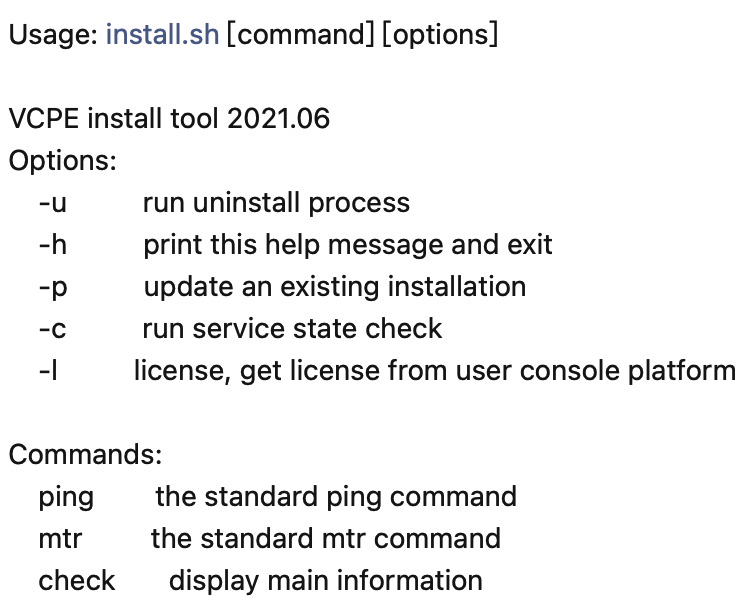 Usage: install.sh [command] [options]
VCPE install tool 2021.06
Options:
-u run uninstall process
-h print this help message and exit
-p update an existing installation
-c run service state check
-l license, get license from user console platform
Commands:
ping the standard ping command
mtr the standard mtr command
check display main information